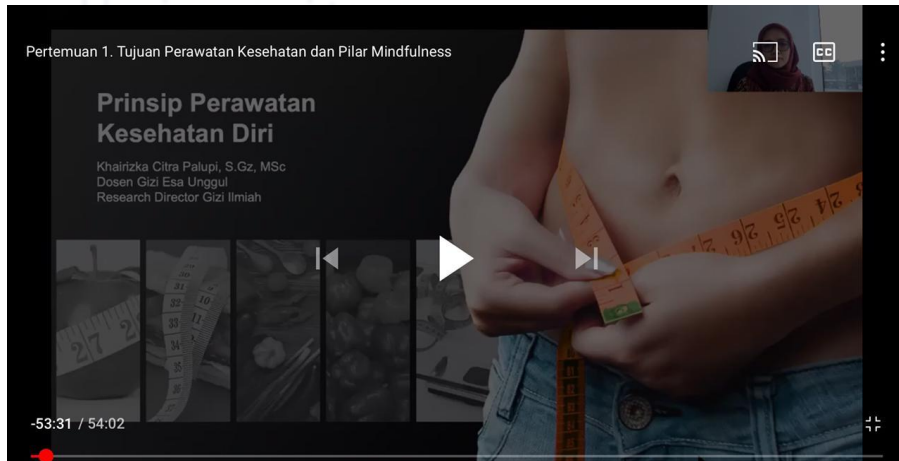 Pertemuan 1. Tujuan Perawatan Kesehatan dan Pilar Mindfulness
CC
Prinsip Perawatan
Kesehatan Diri
Khairizka Citra Palupi, S.Gz, MSc
Dosen Gizi Esa Unggul
Research Director Gizi Ilmiah
-53:31 / 54:02